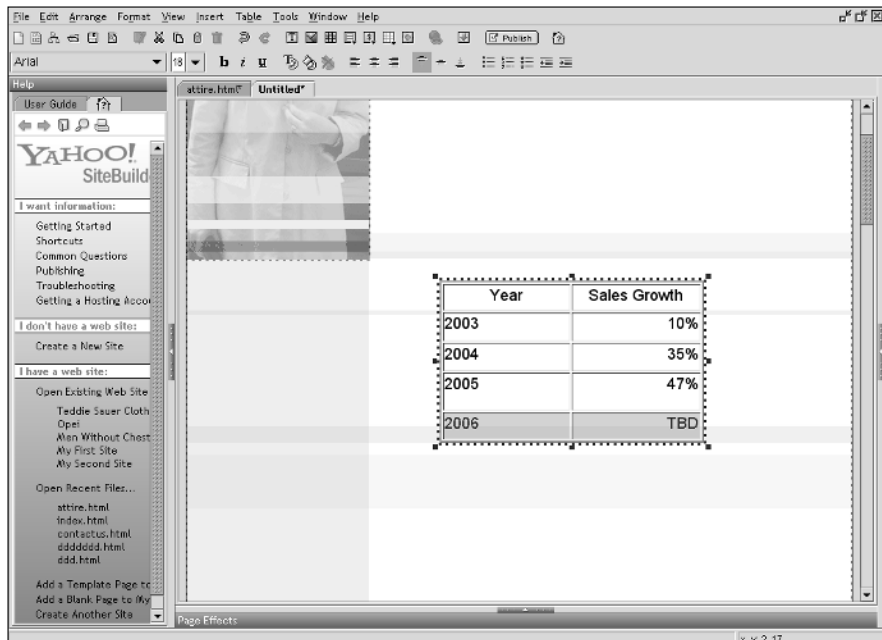 File Edit Arrange Format View Insert Table Tools Window Help
Publish
Arial 18 b i u
Help
attire.html* Untitled*
User Guide
YAHOO!
SiteBuild
I want information:
Getting Started
Shortcuts
Common Questions
Publishing
Troubleshooting
Getting a Hosting Accou
I don't have a web site:
Create a New Site
I have a web site:
Open Existing Web Site
Teddie Sauer Cloth
Opei
Men Without Chest
My First Site
My Second Site
Open Recent Files...
attire.html
index.html
contactus.html
ddddddd.html
ddd.html
Add a Template Page to
Add a Blank Page to My
Create Another Site
Year Sales Growth
2003 10%
2004 35%
2005 47%
2006 TBD
Page Effects